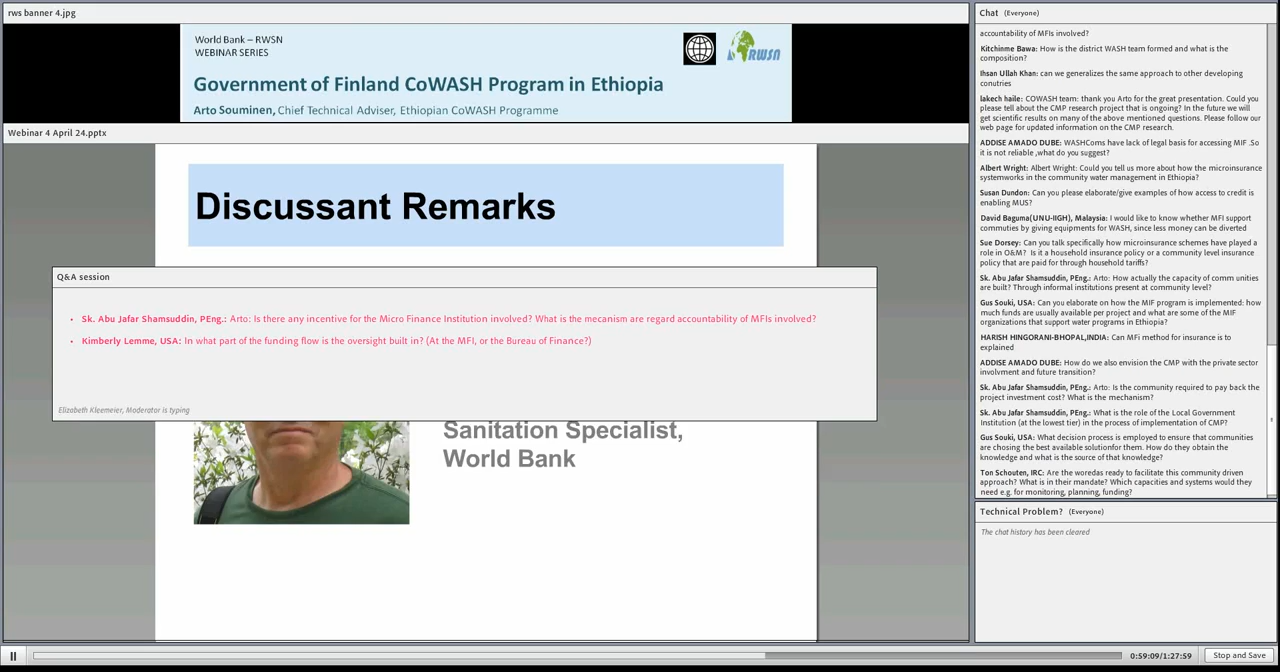 rws banner 4.jpg
World Bank – RWSN
WEBINAR SERIES
RWSN
Government of Finland CoWASH Program in Ethiopia
Arto Souminen, Chief Technical Adviser, Ethiopian CoWASH Programme
Webinar 4 April 24.pptx
Discussant Remarks
Q&A session
• Sk. Abu Jafar Shamsuddin, PEng.: Arto: Is there any incentive for the Micro Finance Institution involved? What is the mecanism are regard accountability of MFIs involved?
• Kimberly Lemme, USA: In what part of the funding flow is the oversight built in? (At the MFI, or the Bureau of Finance?)
Elizabeth Kleemeier, Moderator is typing
Sanitation Specialist,
World Bank
Chat (Everyone)
accountability of MFIs involved?
Kitchinme Bawa: How is the district WASH team formed and what is the
composition?
Ihsan Ullah Khan: can we generalizes the same approach to other developing
conutries
lakech haile: COWASH team: thank you Arto for the great presentation. Could you
please tell about the CMP research project that is ongoing? In the future we will
get scientific results on many of the above mentioned questions. Please follow our
web page for updated information on the CMP research.
ADDISE AMADO DUBE: WASHComs have lack of legal basis for accessing MIF .So
it is not reliable ,what do you suggest?
Albert Wright: Albert Wright: Could you tell us more about how the microinsurance
systemworks in the community water management in Ethiopia?
Susan Dundon: Can you please elaborate/give examples of how access to credit is
enabling MUS?
David Baguma(UNU-IIGH), Malaysia: I would like to know whether MFI support
commuties by giving equipments for WASH, since less money can be diverted
Sue Dorsey: Can you talk specifically how microinsurance schemes have played a
role in O&M? Is it a household insurance policy or a community level insurance
policy that are paid for through household tariffs?
Sk. Abu Jafar Shamsuddin, PEng.: Arto: How actually the capacity of comm unities
are built? Through informal institutions present at community level?
Gus Souki, USA: Can you elaborate on how the MIF program is implemented: how
much funds are usually available per project and what are some of the MIF
organizations that support water programs in Ethiopia?
HARISH HINGORANI-BHOPAL,INDIA: Can MFi method for insurance is to
explained
ADDISE AMADO DUBE: How do we also envision the CMP with the private sector
involvment and future transition?
Sk. Abu Jafar Shamsuddin, PEng.: Arto: Is the community required to pay back the
project investment cost? What is the mechanism?
Sk. Abu Jafar Shamsuddin, PEng.: What is the role of the Local Government
Institution (at the lowest tier) in the process of implementation of CMP?
Gus Souki, USA: What decision process is employed to ensure that communities
are chosing the best available solutionfor them. How do they obtain the
knowledge and what is the source of that knowledge?
Ton Schouten, IRC: Are the woredas ready to facilitate this community driven
approach? What is in their mandate? Which capacities and systems would they
need e.g. for monitoring, planning, funding?
Technical Problem? (Everyone)
The chat history has been cleared
0:59:09/1:27:59
Stop and Save